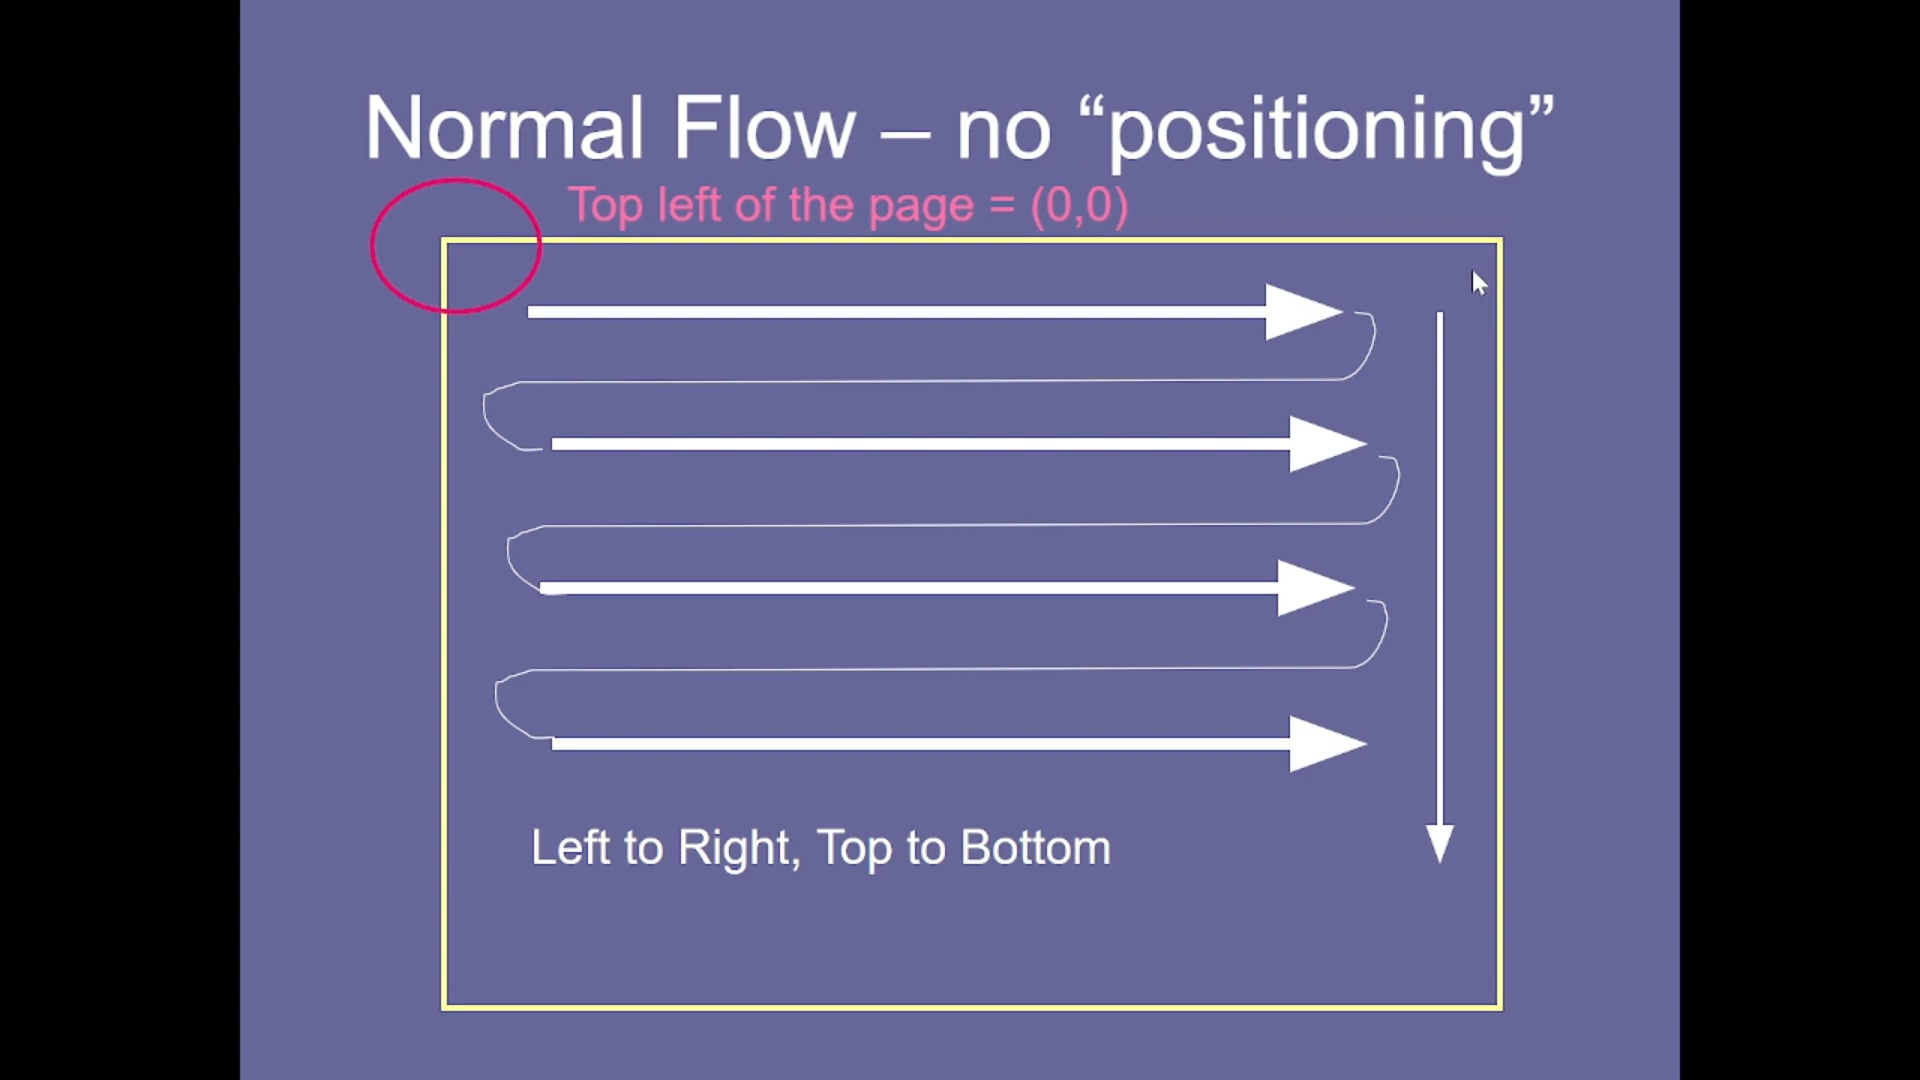 Normal Flow – no “positioning”
Top left of the page = (0,0)
Left to Right, Top to Bottom